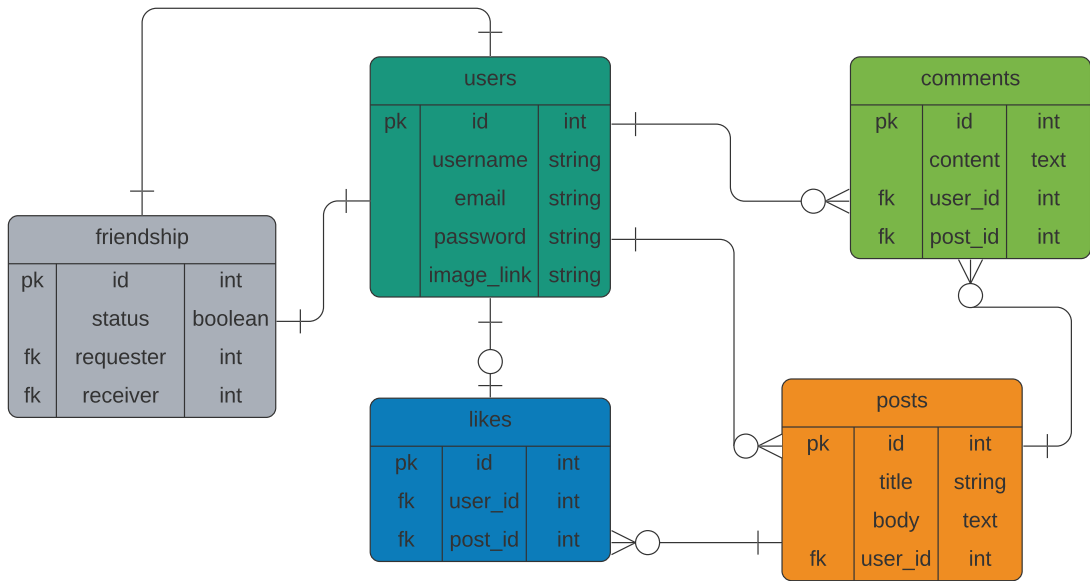 users
pk id int
username string
email string
password string
image_link string
comments
pk id int
content text
fk user_id int
fk post_id int
friendship
pk id int
status boolean
fk requester int
fk receiver int
likes
pk id int
fk user_id int
fk post_id int
posts
pk id int
title string
body text
fk user_id int